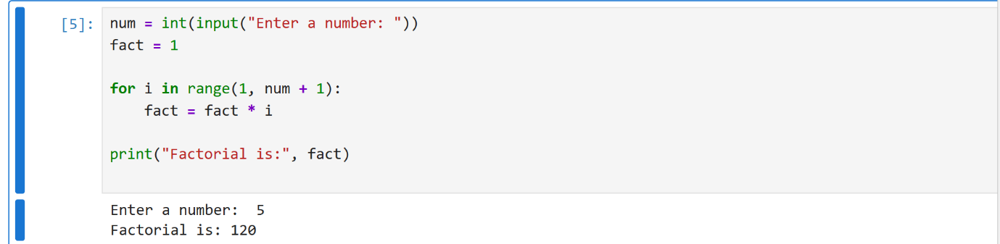 [5]: num = int(input("Enter a number: "))
fact = 1
for i in range(1, num + 1):
    fact = fact * i
print("Factorial is:", fact)
Enter a number:  5
Factorial is: 120